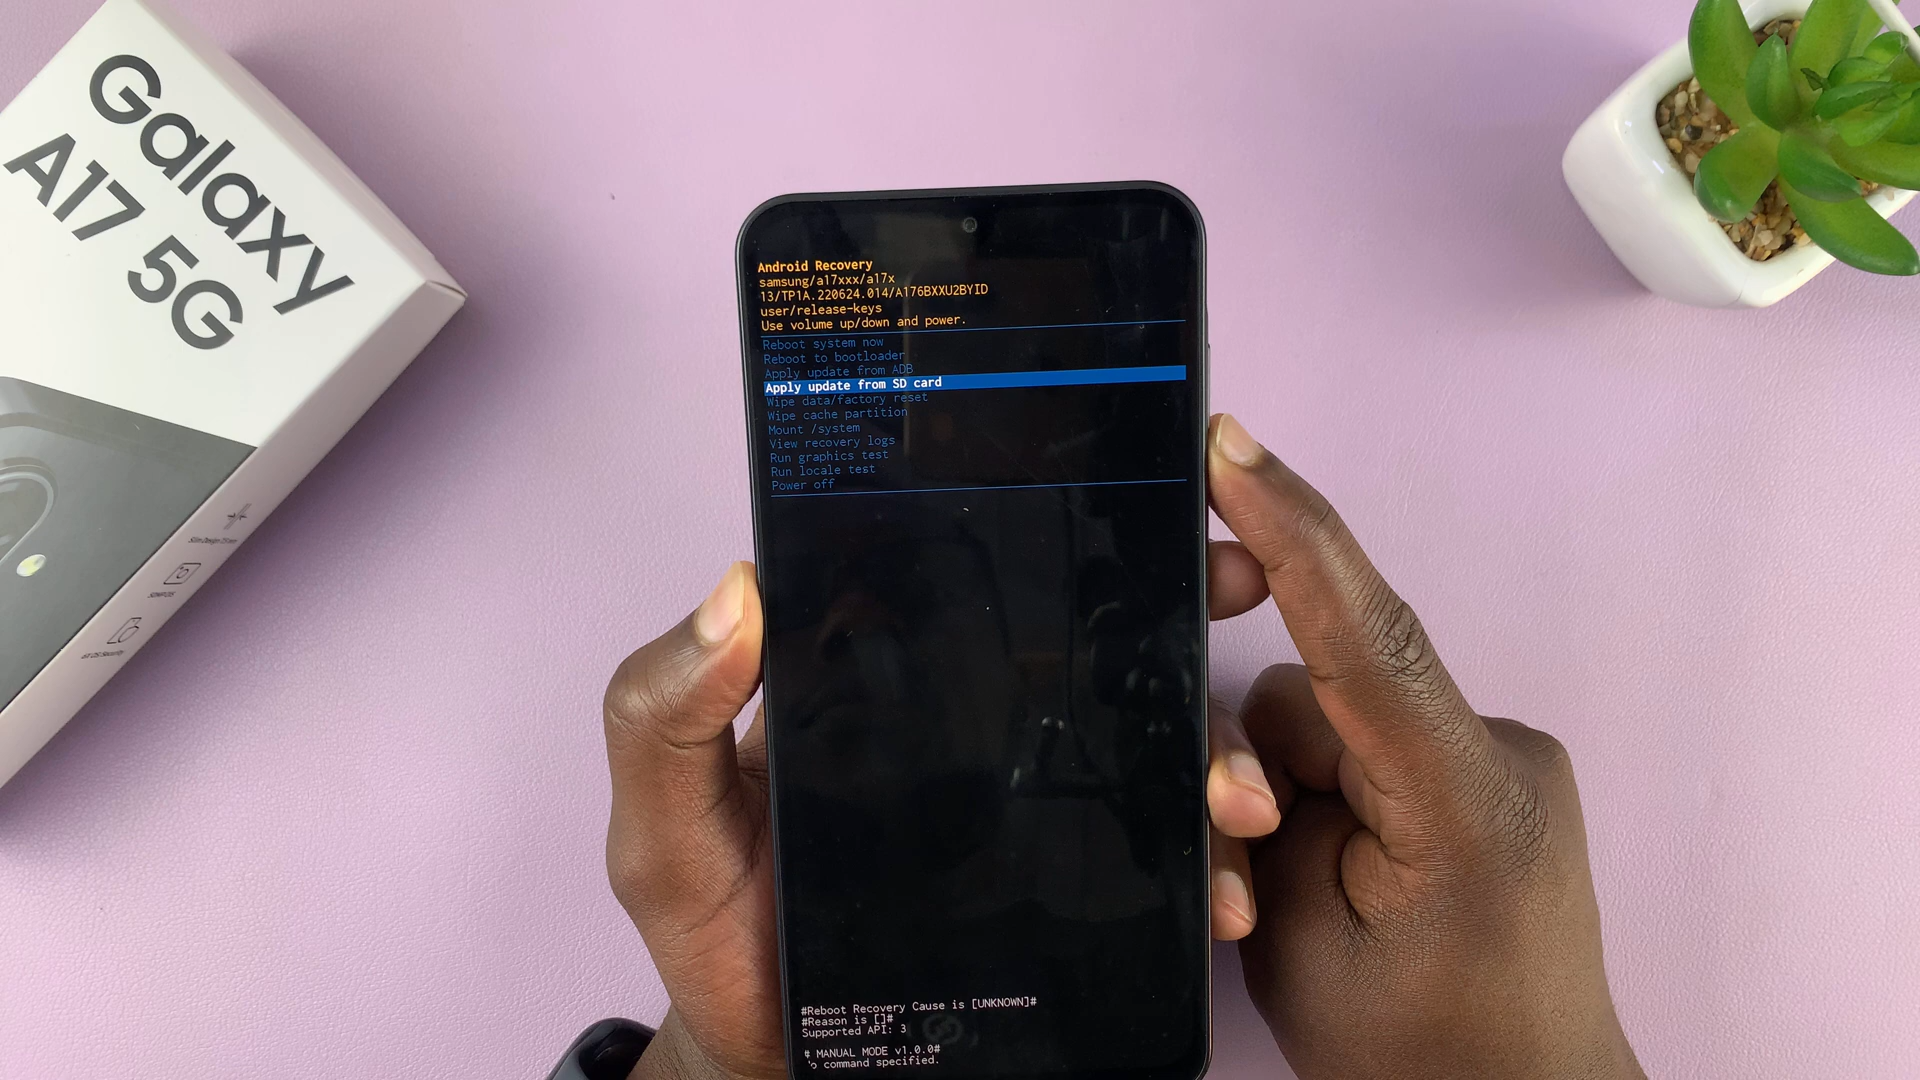 Galaxy
A17 5G
Android Recovery
samsung/a17xxx/a17x
13/TP1A.220624.014/A176BXXU2BYID
user/release-keys
Use volume up/down and power.
Reboot system now
Reboot to bootloader
Apply update from ADB
Apply update from SD card
Wipe data/factory reset
Wipe cache partition
Mount /system
View recovery logs
Run graphics test
Run locale test
Power off
#Reboot Recovery Cause is [UNKNOWN]#
#Reason is []#
Supported API: 3
# MANUAL MODE v1.0.0#
o command specified.